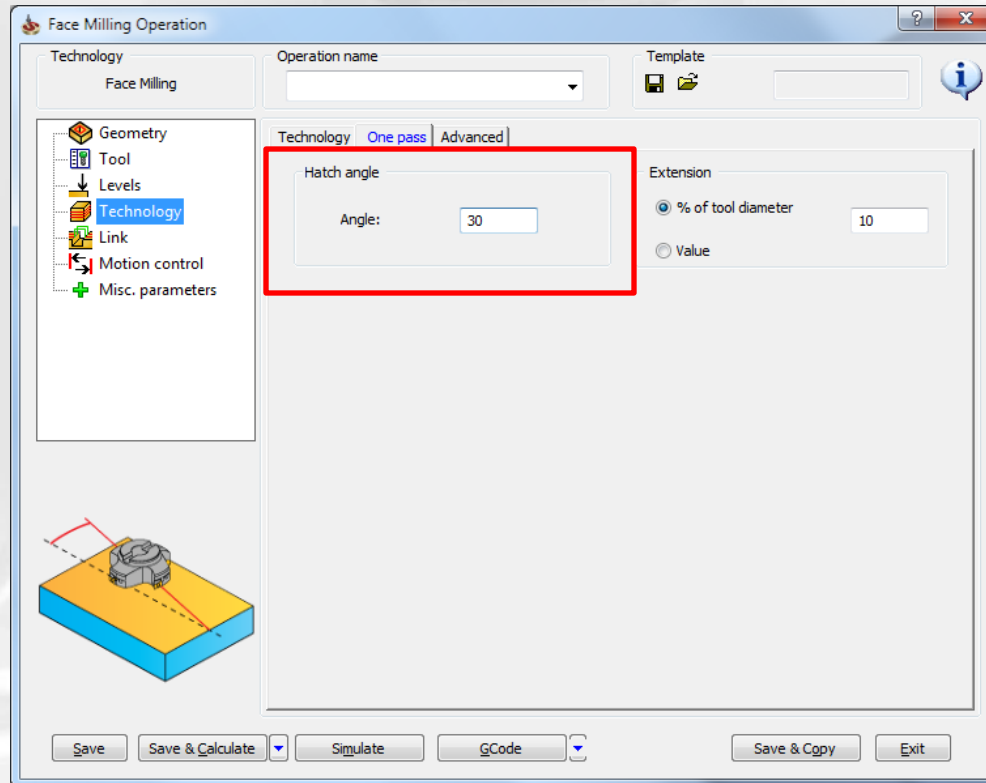 Face Milling Operation
Technology
Face Milling
Operation name
Template
Geometry
Tool
Levels
Technology
Link
Motion control
Misc. parameters
Technology One pass Advanced
Hatch angle
Angle: 30
Extension
% of tool diameter 10
Value
Save Save & Calculate Simulate GCode Save & Copy Exit